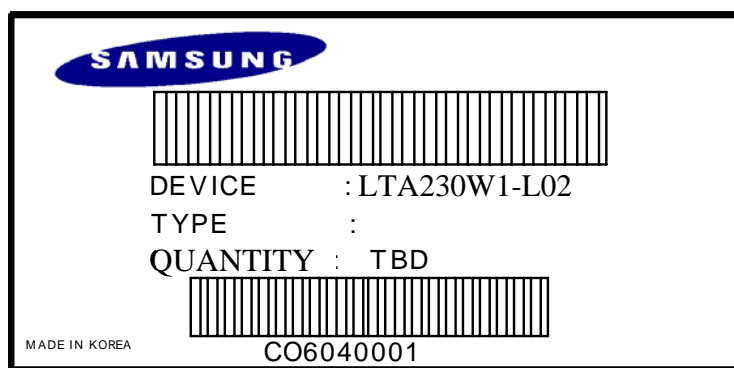 SAMSUNG
DEVICE : LTA230W1-L02
TYPE :
QUANTITY : TBD
MADE IN KOREA
CO6040001